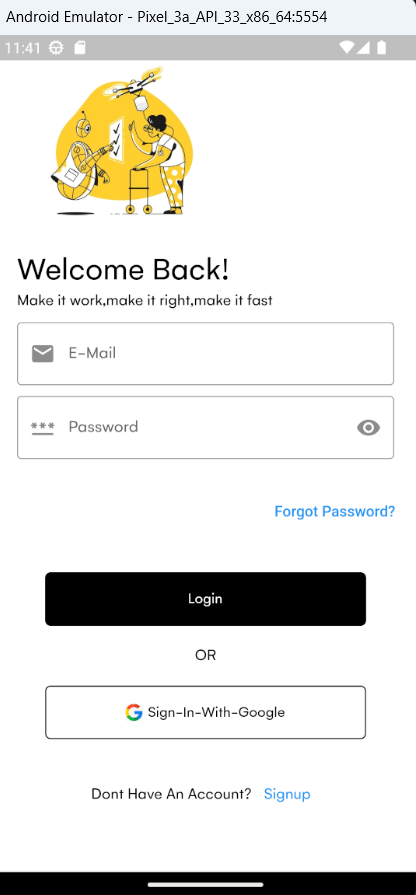 Android Emulator - Pixel_3a_API_33_x86_64:5554
11:41
Welcome Back!
Make it work,make it right,make it fast
E-Mail
***
Password
Forgot Password?
Login
OR
G Sign-In-With-Google
Dont Have An Account? Signup